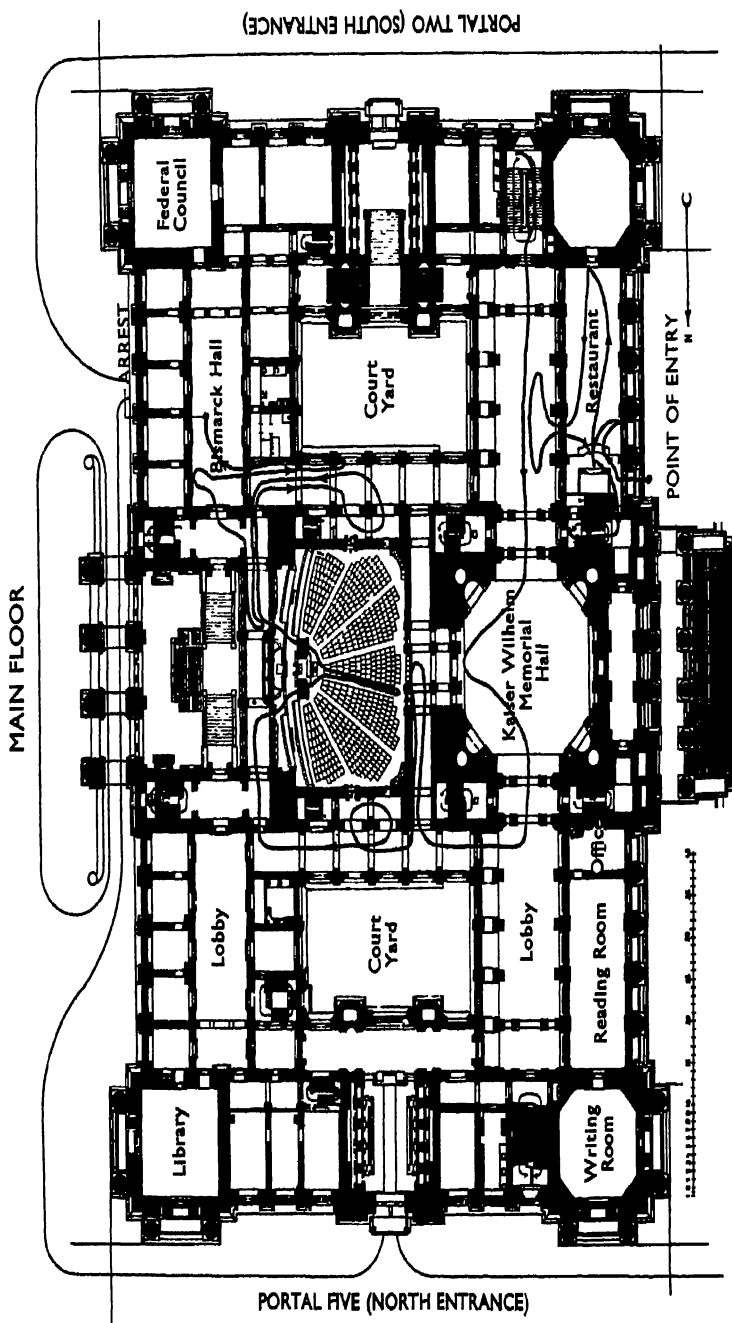 PORTAL TWO (SOUTH ENTRANCE)
MAIN FLOOR
Federal
Council
ARREST
Bismarck Hall
Court
Yard
Restaurant
POINT OF ENTRY
N
Kaiser Wilhelm
Memorial
Hall
Lobby
Court
Yard
Lobby
Office
Reading Room
Library
Writing
Room
PORTAL FIVE (NORTH ENTRANCE)